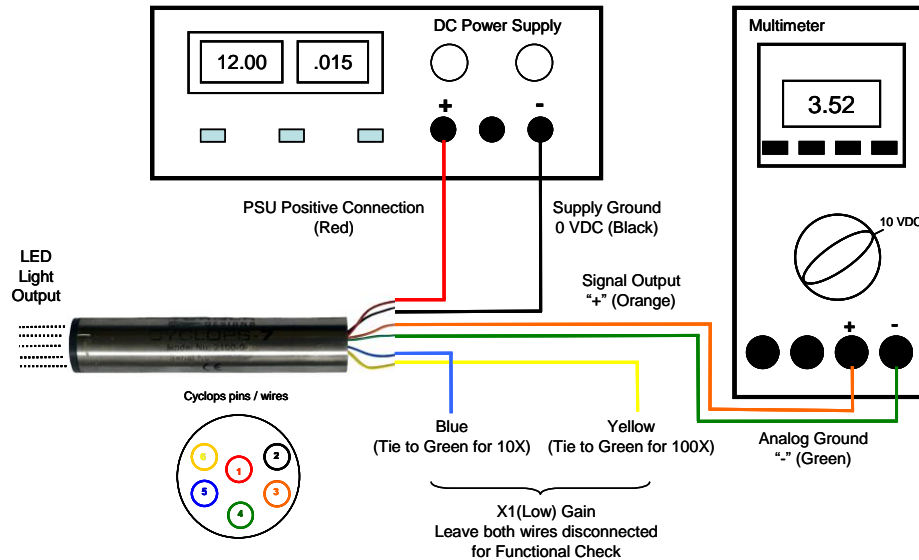 DC Power Supply
12.00
.015
+
-
Multimeter
3.52
10 VDC
+
-
PSU Positive Connection
(Red)
Supply Ground
0 VDC (Black)
LED
Light
Output
Signal Output
“+” (Orange)
Cyclops pins / wires
Blue
(Tie to Green for 10X)
Yellow
(Tie to Green for 100X)
Analog Ground
“-” (Green)
6
2
1
5
3
4
X1(Low) Gain
Leave both wires disconnected
for Functional Check